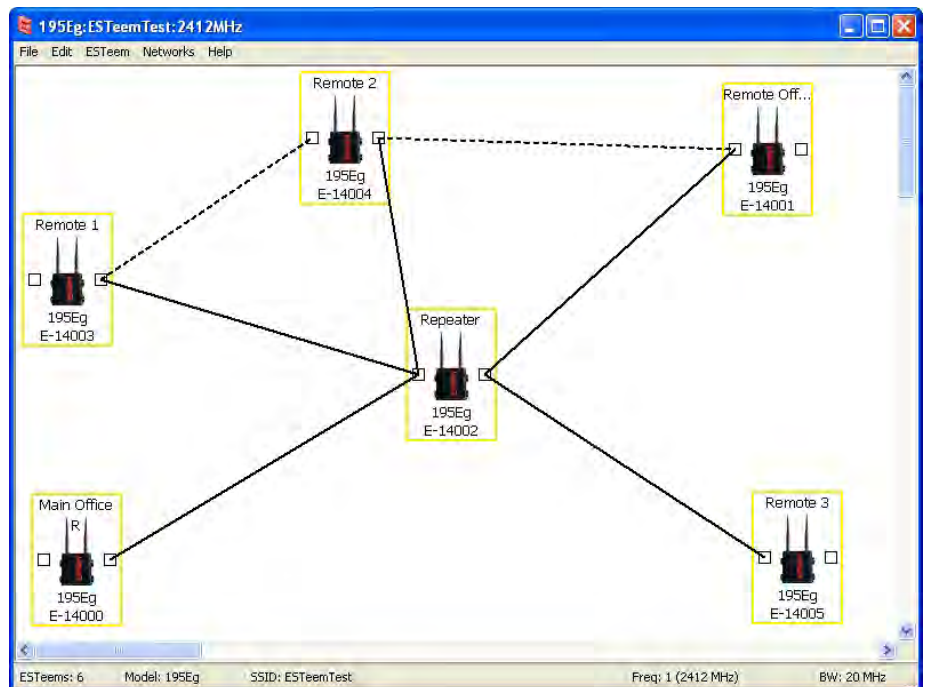 195Eg:ESTeemTest:2412MHz
File Edit ESTeem Networks Help
Remote 2
195Eg
E-14004
Remote Off...
195Eg
E-14001
Remote 1
195Eg
E-14003
Repeater
195Eg
E-14002
Main Office
R
195Eg
E-14000
Remote 3
195Eg
E-14005
ESTeems: 6 Model: 195Eg SSID: ESTeemTest Freq: 1 (2412 MHz) BW: 20 MHz